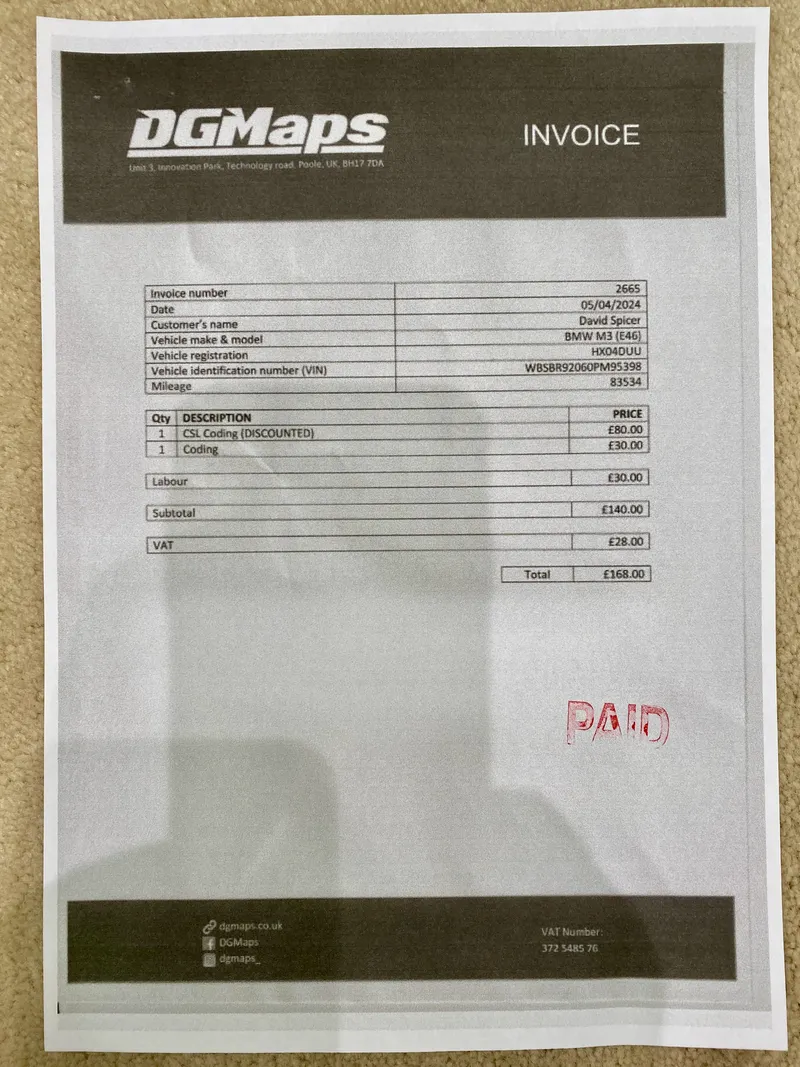 DGMaps
Unit 3, Innovation Park, Technology road, Poole, UK, BH17 7DA
INVOICE
Invoice number 2665
Date 05/04/2024
Customer's name David Spicer
Vehicle make & model BMW M3 (E46)
Vehicle registration HX04DUU
Vehicle identification number (VIN) WBSBR92060PM95398
Mileage 83534
Qty DESCRIPTION PRICE
1 CSL Coding (DISCOUNTED) £80.00
1 Coding £30.00
Labour £30.00
Subtotal £140.00
VAT £28.00
Total £168.00
PAID
dgmaps.co.uk
DGMaps
dgmaps_
VAT Number:
372 5485 76